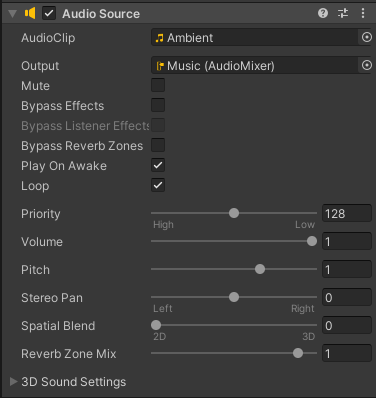 Audio Source
AudioClip Ambient
Output Music (AudioMixer)
Mute
Bypass Effects
Bypass Listener Effects
Bypass Reverb Zones
Play On Awake
Loop
Priority 128
High Low
Volume 1
Pitch 1
Stereo Pan 0
Left Right
Spatial Blend 0
2D 3D
Reverb Zone Mix 1
3D Sound Settings